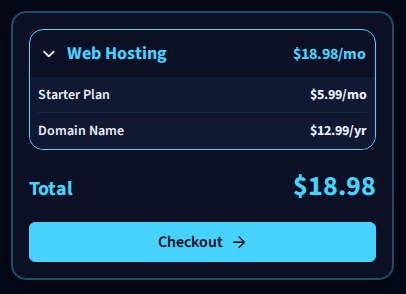 Web Hosting $18.98/mo
Starter Plan $5.99/mo
Domain Name $12.99/yr
Total $18.98
Checkout →